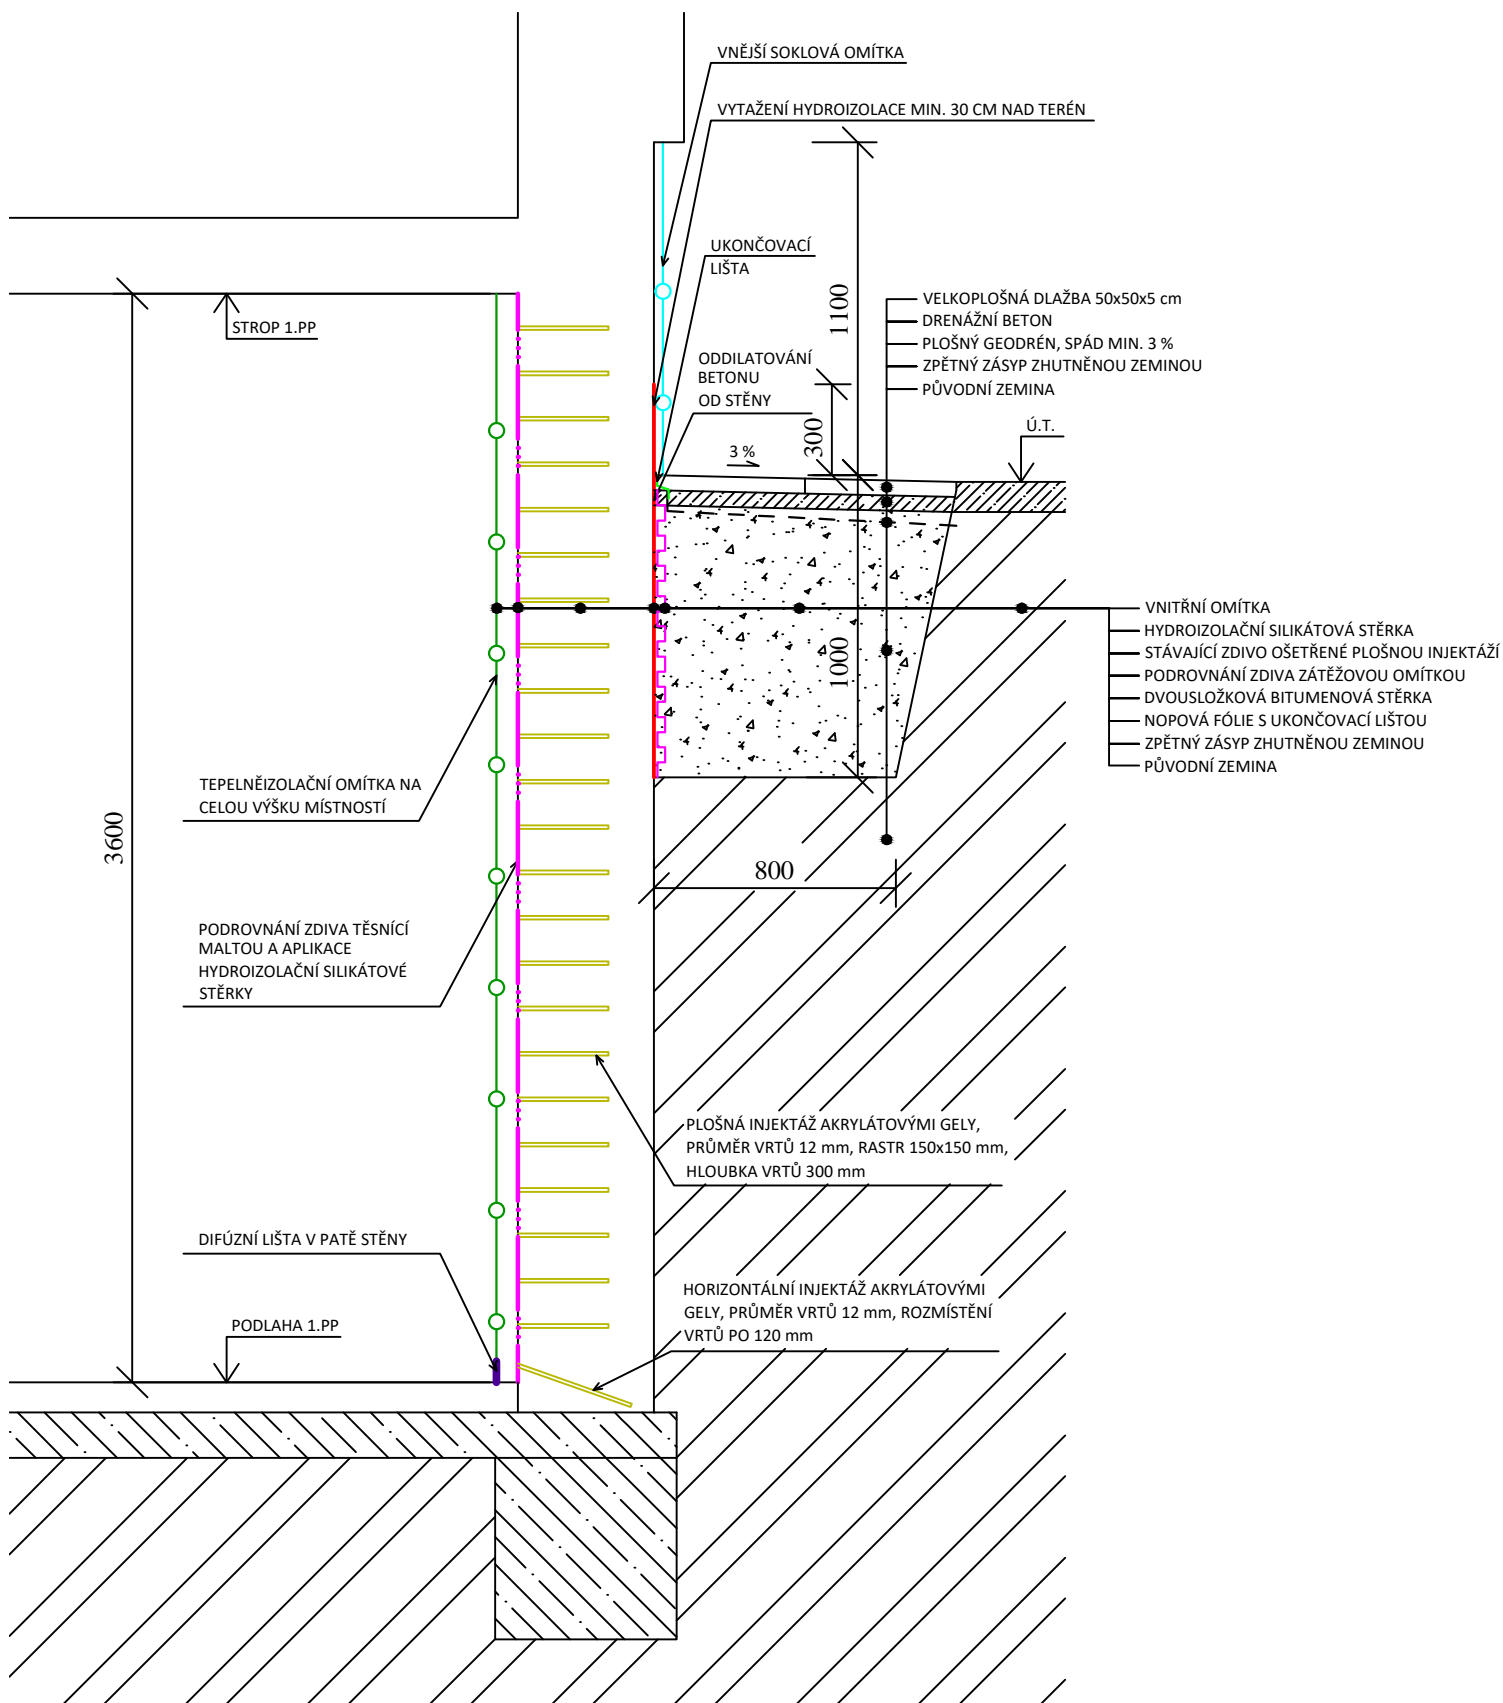 VNĚJŠÍ SOKLOVÁ OMÍTKA
VYTAŽENÍ HYDROIZOLACE MIN. 30 CM NAD TERÉN
UKONČOVACÍ
LIŠTA
1100
VELKOPLOŠNÁ DLAŽBA 50x50x5 cm
DRENÁŽNÍ BETON
PLOŠNÝ GEODRÉN, SPÁD MIN. 3 %
ZPĚTNÝ ZÁSYP ZHUTNĚNOU ZEMINOU
PŮVODNÍ ZEMINA
STROP 1.PP
ODDILATOVÁNÍ
BETONU
OD STĚNY
300
3 %
Ú.T.
VNITŘNÍ OMÍTKA
HYDROIZOLAČNÍ SILIKÁTOVÁ STĚRKA
STÁVAJÍCÍ ZDIVO OŠETŘENÉ PLOŠNOU INJEKTÁŽÍ
PODROVNÁNÍ ZDIVA ZÁTĚŽOVOU OMÍTKOU
DVOUSLOŽKOVÁ BITUMENOVÁ STĚRKA
NOPOVÁ FÓLIE S UKONČOVACÍ LIŠTOU
ZPĚTNÝ ZÁSYP ZHUTNĚNOU ZEMINOU
PŮVODNÍ ZEMINA
1000
TEPELNĚIZOLAČNÍ OMÍTKA NA
CELOU VÝŠKU MÍSTNOSTÍ
3600
800
PODROVNÁNÍ ZDIVA TĚSNÍCÍ
MALTOU A APLIKACE
HYDROIZOLAČNÍ SILIKÁTOVÉ
STĚRKY
PLOŠNÁ INJEKTÁŽ AKRYLÁTOVÝMI GELY,
PRŮMĚR VRTŮ 12 mm, RASTR 150x150 mm,
HLOUBKA VRTŮ 300 mm
DIFÚZNÍ LIŠTA V PATĚ STĚNY
HORIZONTÁLNÍ INJEKTÁŽ AKRYLÁTOVÝMI
GELY, PRŮMĚR VRTŮ 12 mm, ROZMÍSTĚNÍ
VRTŮ PO 120 mm
PODLAHA 1.PP